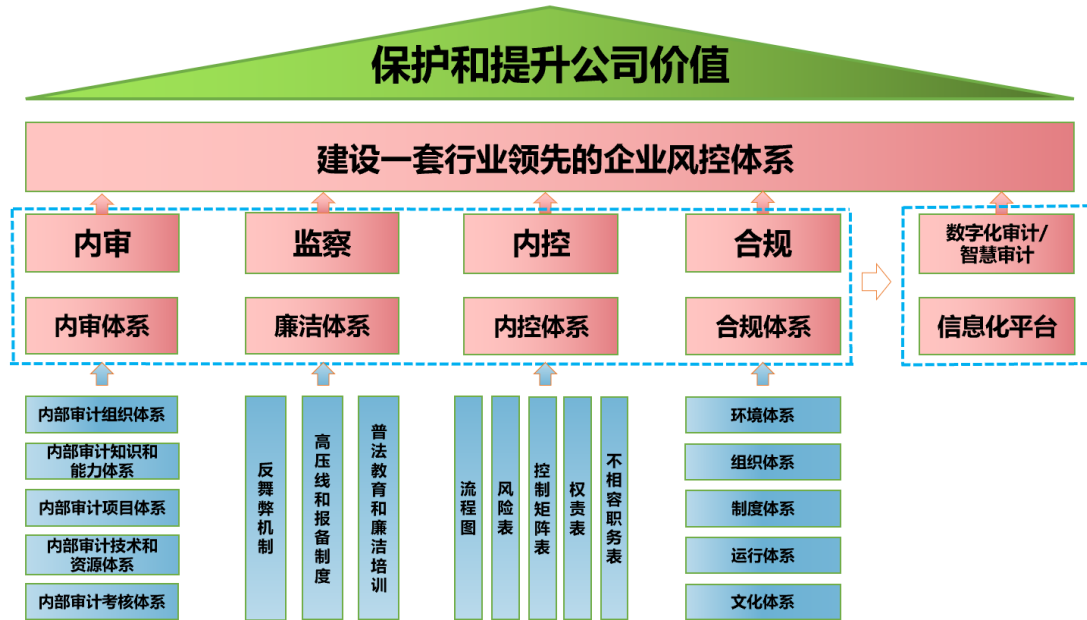 保护和提升公司价值
建设一套行业领先的企业风控体系
内审
监察
内控
合规
数字化审计/
智慧审计
内审体系
廉洁体系
内控体系
合规体系
信息化平台
内部审计组织体系
内部审计知识和
能力体系
内部审计项目体系
内部审计技术和
资源体系
内部审计考核体系
反舞弊机制
高压线和报备制度
普法教育和廉洁培训
流程图
风险表
控制矩阵表
权责表
不相容职务表
环境体系
组织体系
制度体系
运行体系
文化体系